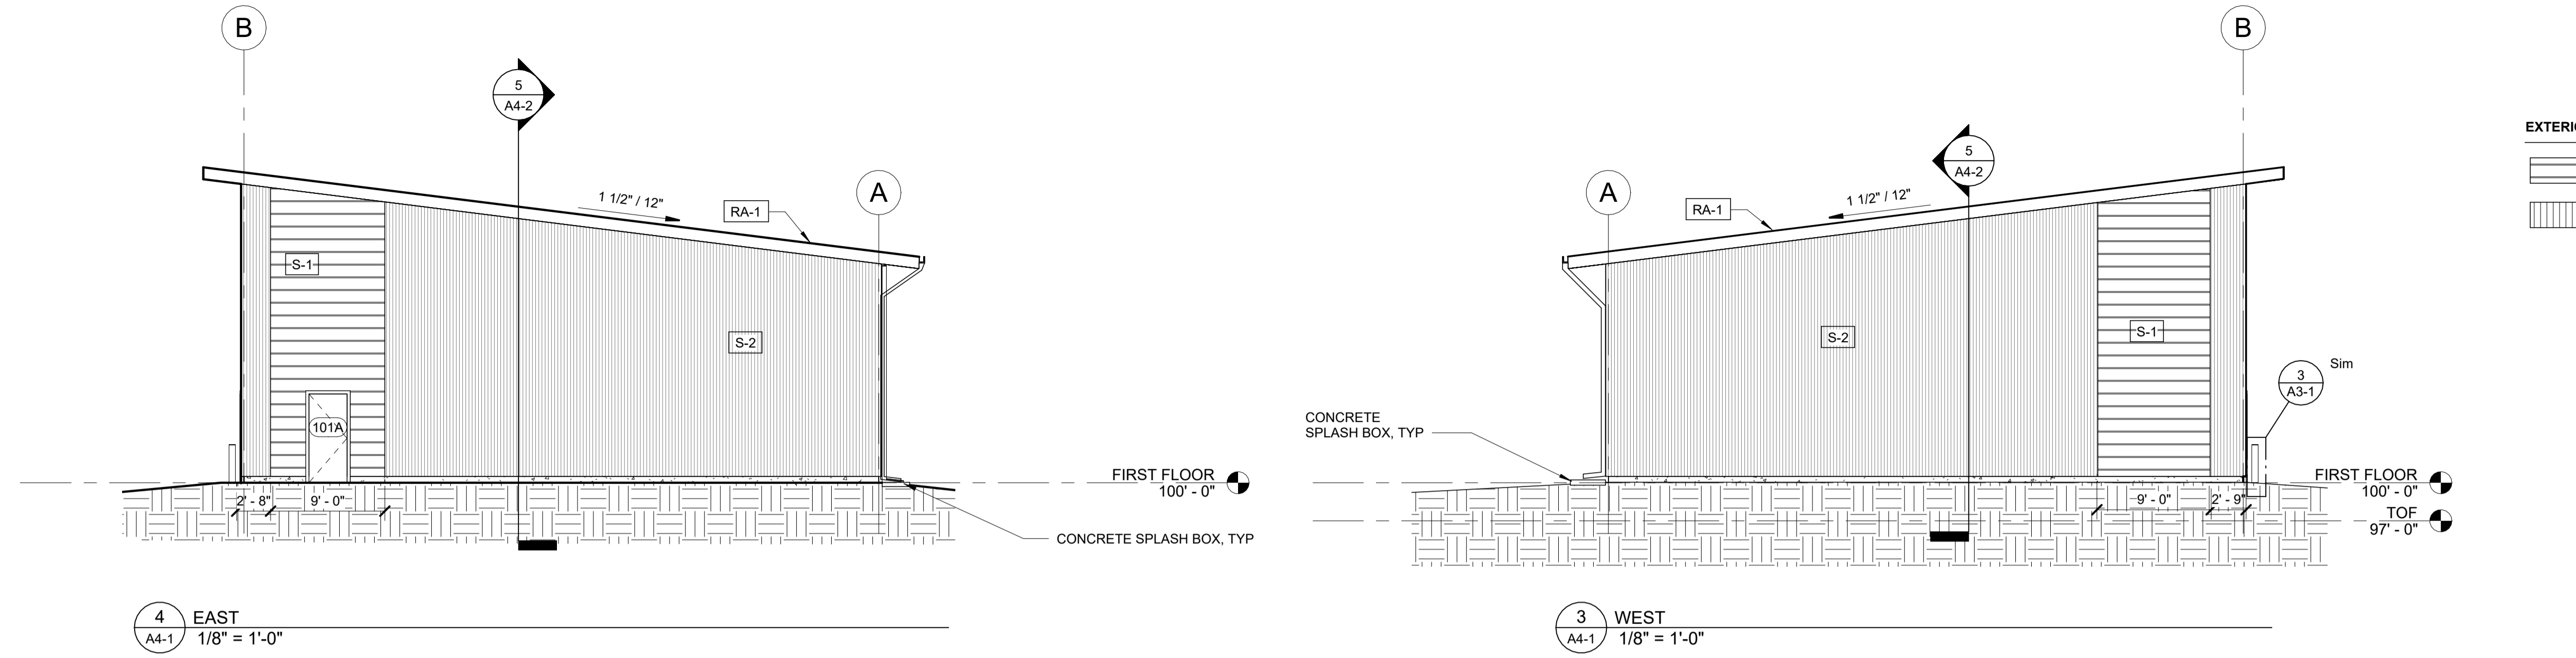 B
5
A4-2
1 1/2" / 12"
RA-1
A
S-1
S-2
101A
2' - 8"
9' - 0"
FIRST FLOOR
100' - 0"
CONCRETE SPLASH BOX, TYP
4
A4-1
EAST
1/8" = 1'-0"
B
5
A4-2
A
RA-1
1 1/2" / 12"
S-2
S-1
3
A3-1
Sim
CONCRETE
SPLASH BOX, TYP
FIRST FLOOR
100' - 0"
9' - 0"
2' - 9"
TOF
97' - 0"
3
A4-1
WEST
1/8" = 1'-0"